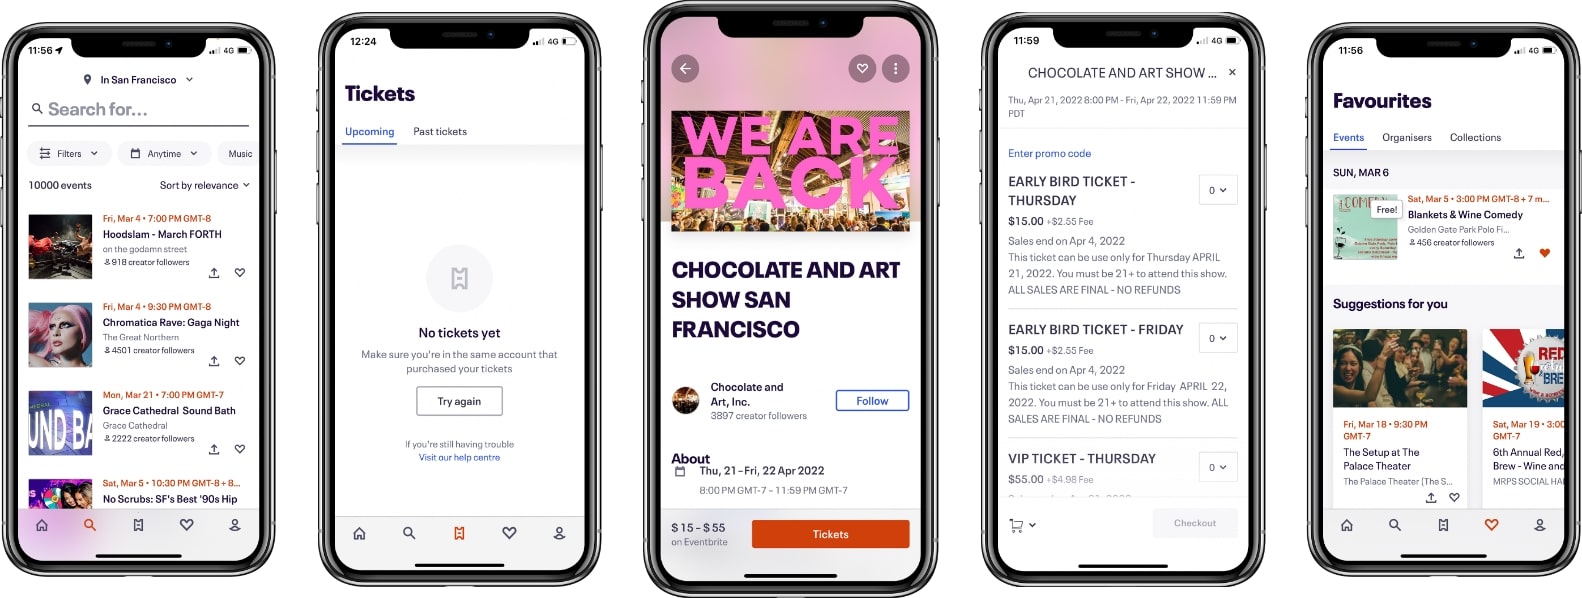 11:56
4G
In San Francisco
Search for...
Filters
Anytime
Music
10000 events
Sort by relevance
Fri, Mar 4 • 7:00 PM GMT-8
Hoodslam - March FORTH
on the godamn street
918 creator followers
Fri, Mar 4 • 9:30 PM GMT-8
Chromatica Rave: Gaga Night
The Great Northern
4501 creator followers
UND BA
Mon, Mar 21 • 7:00 PM GMT-7
Grace Cathedral Sound Bath
Grace Cathedral
2222 creator followers
Sat, Mar 5 • 10:30 PM GMT-8 + 8...
No Scrubs: SF's Best '90s Hip
12:24
4G
Tickets
Upcoming
Past tickets
No tickets yet
Make sure you're in the same account that
purchased your tickets
Try again
If you're still having trouble
Visit our help centre
WE ARE
BACK
CHOCOLATE AND ART
SHOW SAN
FRANCISCO
Chocolate and
Art, Inc.
3897 creator followers
Follow
About
Thu, 21 – Fri, 22 Apr 2022
8:00 PM GMT-7 - 11:59 PM GMT-7
$ 15 – $ 55
on Eventbrite
Tickets
11:59
4G
CHOCOLATE AND ART SHOW ...
Thu, Apr 21, 2022 8:00 PM - Fri, Apr 22, 2022 11:59 PM
PDT
Enter promo code
EARLY BIRD TICKET -
THURSDAY
0
$15.00 +$2.55 Fee
Sales end on Apr 4, 2022
This ticket can be use only for Thursday APRIL
21, 2022. You must be 21+ to attend this show.
ALL SALES ARE FINAL - NO REFUNDS
EARLY BIRD TICKET - FRIDAY
0
$15.00 +$2.55 Fee
Sales end on Apr 4, 2022
This ticket can be use only for Friday APRIL 22,
2022. You must be 21+ to attend this show. ALL
SALES ARE FINAL - NO REFUNDS
VIP TICKET - THURSDAY
0
$55.00 +$4.98 Fee
Checkout
11:56
4G
Favourites
Events
Organisers
Collections
SUN, MAR 6
COME
Free!
Sat, Mar 5 • 3:00 PM GMT-8 + 7 m...
Blankets & Wine Comedy
Golden Gate Park Polo Fi...
456 creator followers
Suggestions for you
RED
BRE
Fri, Mar 18 • 9:30 PM
GMT-7
The Setup at The
Palace Theater
The Palace Theater (The S...
Sat, Mar 19 • 3:00
GMT-7
6th Annual Red,
Brew - Wine and
MRPS SOCIAL HA